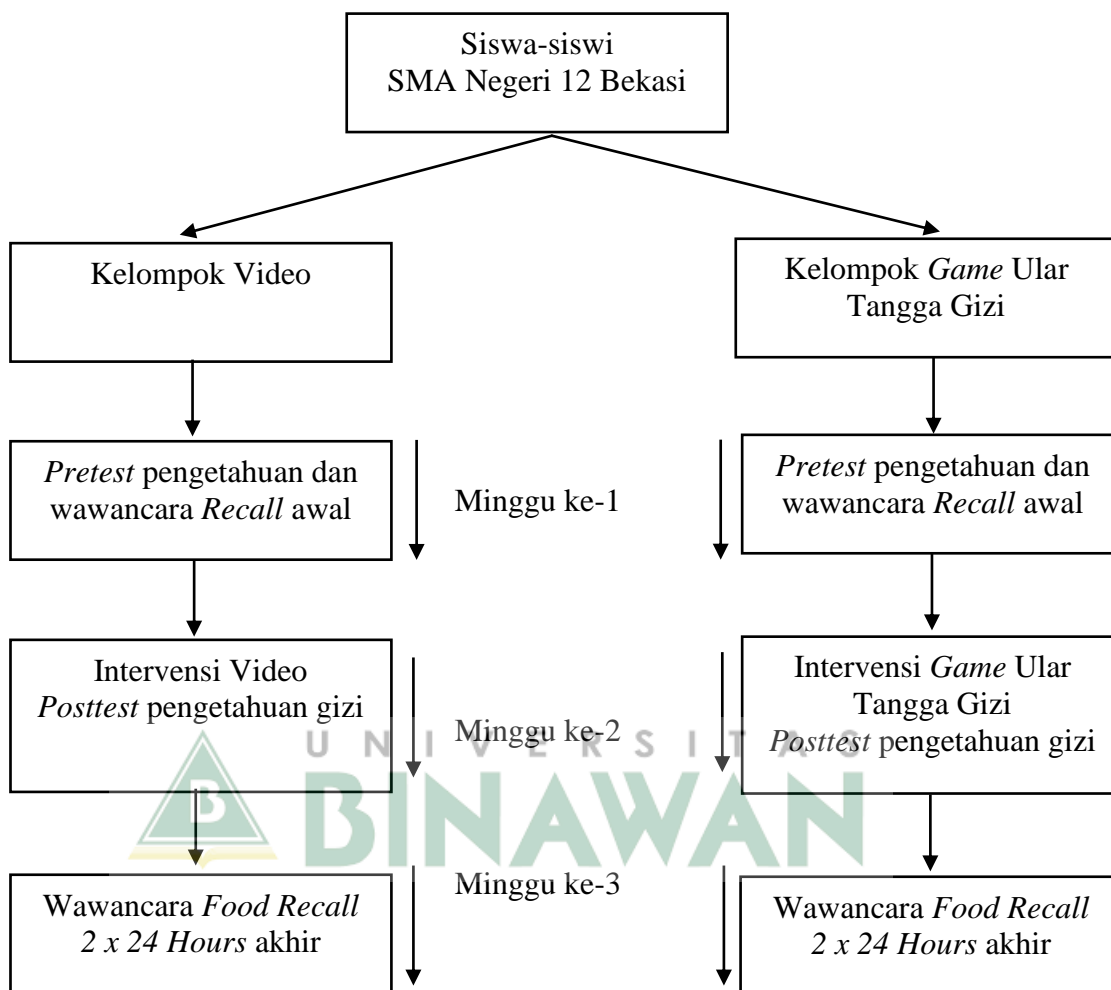 Siswa-siswi
SMA Negeri 12 Bekasi
Kelompok Video
Kelompok Game Ular
Tangga Gizi
Pretest pengetahuan dan
wawancara Recall awal
Minggu ke-1
Pretest pengetahuan dan
wawancara Recall awal
Intervensi Video
Posttest pengetahuan gizi
Minggu ke-2
Intervensi Game Ular
Tangga Gizi
Posttest pengetahuan gizi
UNIVERSITAS
B
BINAWAN
Wawancara Food Recall
2 x 24 Hours akhir
Minggu ke-3
Wawancara Food Recall
2 x 24 Hours akhir